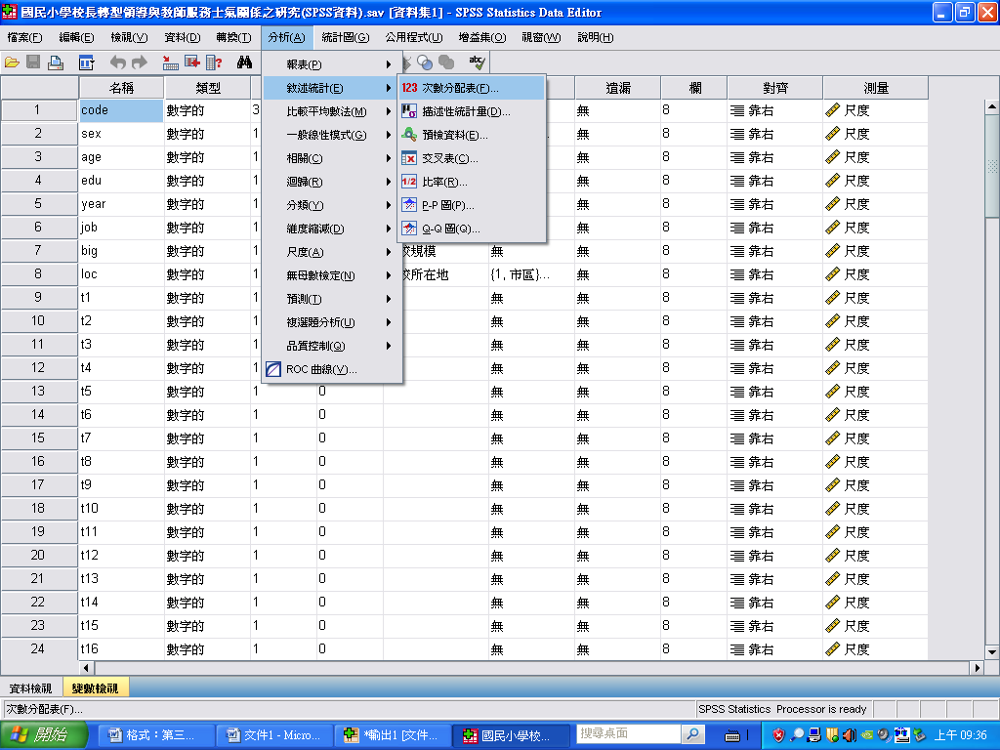 國民小學校長轉型領導與教師服務士氣關係之研究(SPSS資料).sav [資料集1] - SPSS Statistics Data Editor
檔案(F) 編輯(E) 檢視(V) 資料(D) 轉換(T) 分析(A) 統計圖(G) 公用程式(U) 增益集(O) 視窗(W) 說明(H)
報表(P)
敘述統計(E)
比較平均數法(M)
一般線性模式(G)
相關(C)
迴歸(R)
分類(Y)
維度縮減(D)
尺度(A)
無母數檢定(N)
預測(T)
複選題分析(U)
品質控制(Q)
ROC 曲線(V)...
123 次數分配表(F)...
描述性統計量(D)...
預檢資料(E)...
交叉表(C)...
1/2 比率(R)...
P-P 圖(P)...
Q-Q 圖(Q)...
名稱 類型 遺漏 欄 對齊 測量
1 code 數字的 3 無 8 靠右 尺度
2 sex 數字的 1 無 8 靠右 尺度
3 age 數字的 1 無 8 靠右 尺度
4 edu 數字的 1 無 8 靠右 尺度
5 year 數字的 1 無 8 靠右 尺度
6 job 數字的 1 無 8 靠右 尺度
7 big 數字的 1 校規模 無 無 8 靠右 尺度
8 loc 數字的 1 校所在地 {1, 市區}... 無 8 靠右 尺度
9 t1 數字的 1 無 無 8 靠右 尺度
10 t2 數字的 1 無 無 8 靠右 尺度
11 t3 數字的 1 無 無 8 靠右 尺度
12 t4 數字的 1 無 無 8 靠右 尺度
13 t5 數字的 1 0 無 無 8 靠右 尺度
14 t6 數字的 1 0 無 無 8 靠右 尺度
15 t7 數字的 1 0 無 無 8 靠右 尺度
16 t8 數字的 1 0 無 無 8 靠右 尺度
17 t9 數字的 1 0 無 無 8 靠右 尺度
18 t10 數字的 1 0 無 無 8 靠右 尺度
19 t11 數字的 1 0 無 無 8 靠右 尺度
20 t12 數字的 1 0 無 無 8 靠右 尺度
21 t13 數字的 1 0 無 無 8 靠右 尺度
22 t14 數字的 1 0 無 無 8 靠右 尺度
23 t15 數字的 1 0 無 無 8 靠右 尺度
24 t16 數字的 1 0 無 無 8 靠右 尺度
資料檢視 變數檢視
次數分配表(F)... SPSS Statistics Processor is ready
開始 格式：第三... 文件1 - Micro... *輸出1 [文件... 國民小學校... 搜尋桌面 上午 09:36